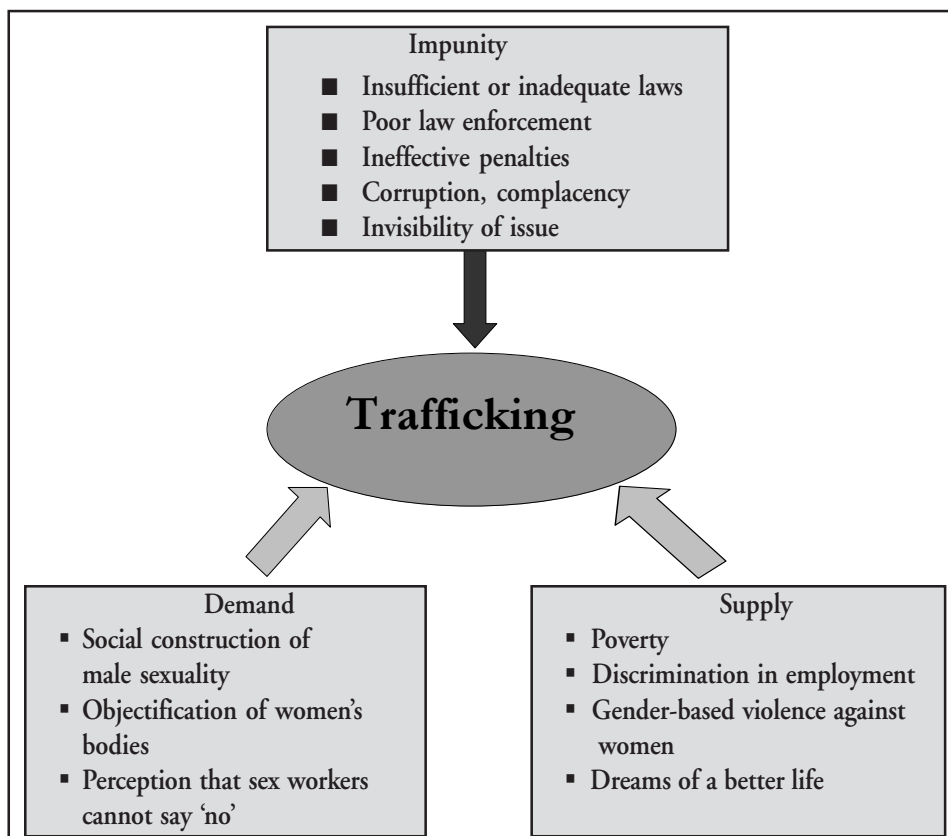 Impunity
■ Insufficient or inadequate laws
■ Poor law enforcement
■ Ineffective penalties
■ Corruption, complacency
■ Invisibility of issue
Trafficking
Demand
▪ Social construction of
male sexuality
▪ Objectification of women’s
bodies
▪ Perception that sex workers
cannot say ‘no’
Supply
▪ Poverty
▪ Discrimination in employment
▪ Gender-based violence against
women
▪ Dreams of a better life